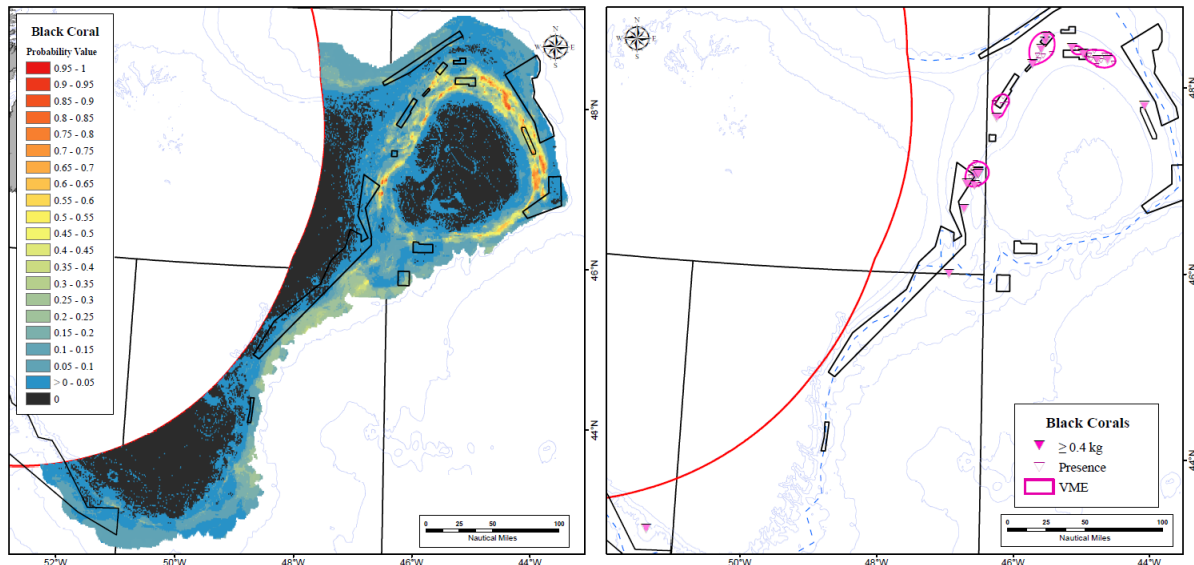 Black Coral
Probability Value
0.95 - 1
0.9 - 0.95
0.85 - 0.9
0.8 - 0.85
0.75 - 0.8
0.7 - 0.75
0.65 - 0.7
0.6 - 0.65
0.55 - 0.6
0.5 - 0.55
0.45 - 0.5
0.4 - 0.45
0.35 - 0.4
0.3 - 0.35
0.25 - 0.3
0.2 - 0.25
0.15 - 0.2
0.1 - 0.15
0.05 - 0.1
> 0 - 0.05
0
N
W E
S
48°N
46°N
44°N
0 25 50 100
Nautical Miles
52°W 50°W 48°W 46°W 44°W
N
W E
S
48°N
46°N
44°N
Black Corals
≥ 0.4 kg
Presence
VME
0 25 50 100
Nautical Miles
50°W 48°W 46°W 44°W